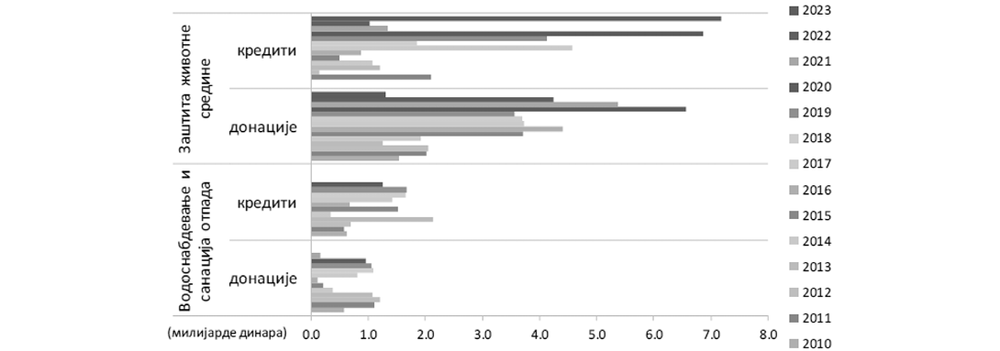 Заштита животне
средине
кредити
донације
Водоснабдевање и
санација отпада
кредити
донације
(милијарде динара)
0.0 1.0 2.0 3.0 4.0 5.0 6.0 7.0 8.0
2023
2022
2021
2020
2019
2018
2017
2016
2015
2014
2013
2012
2011
2010